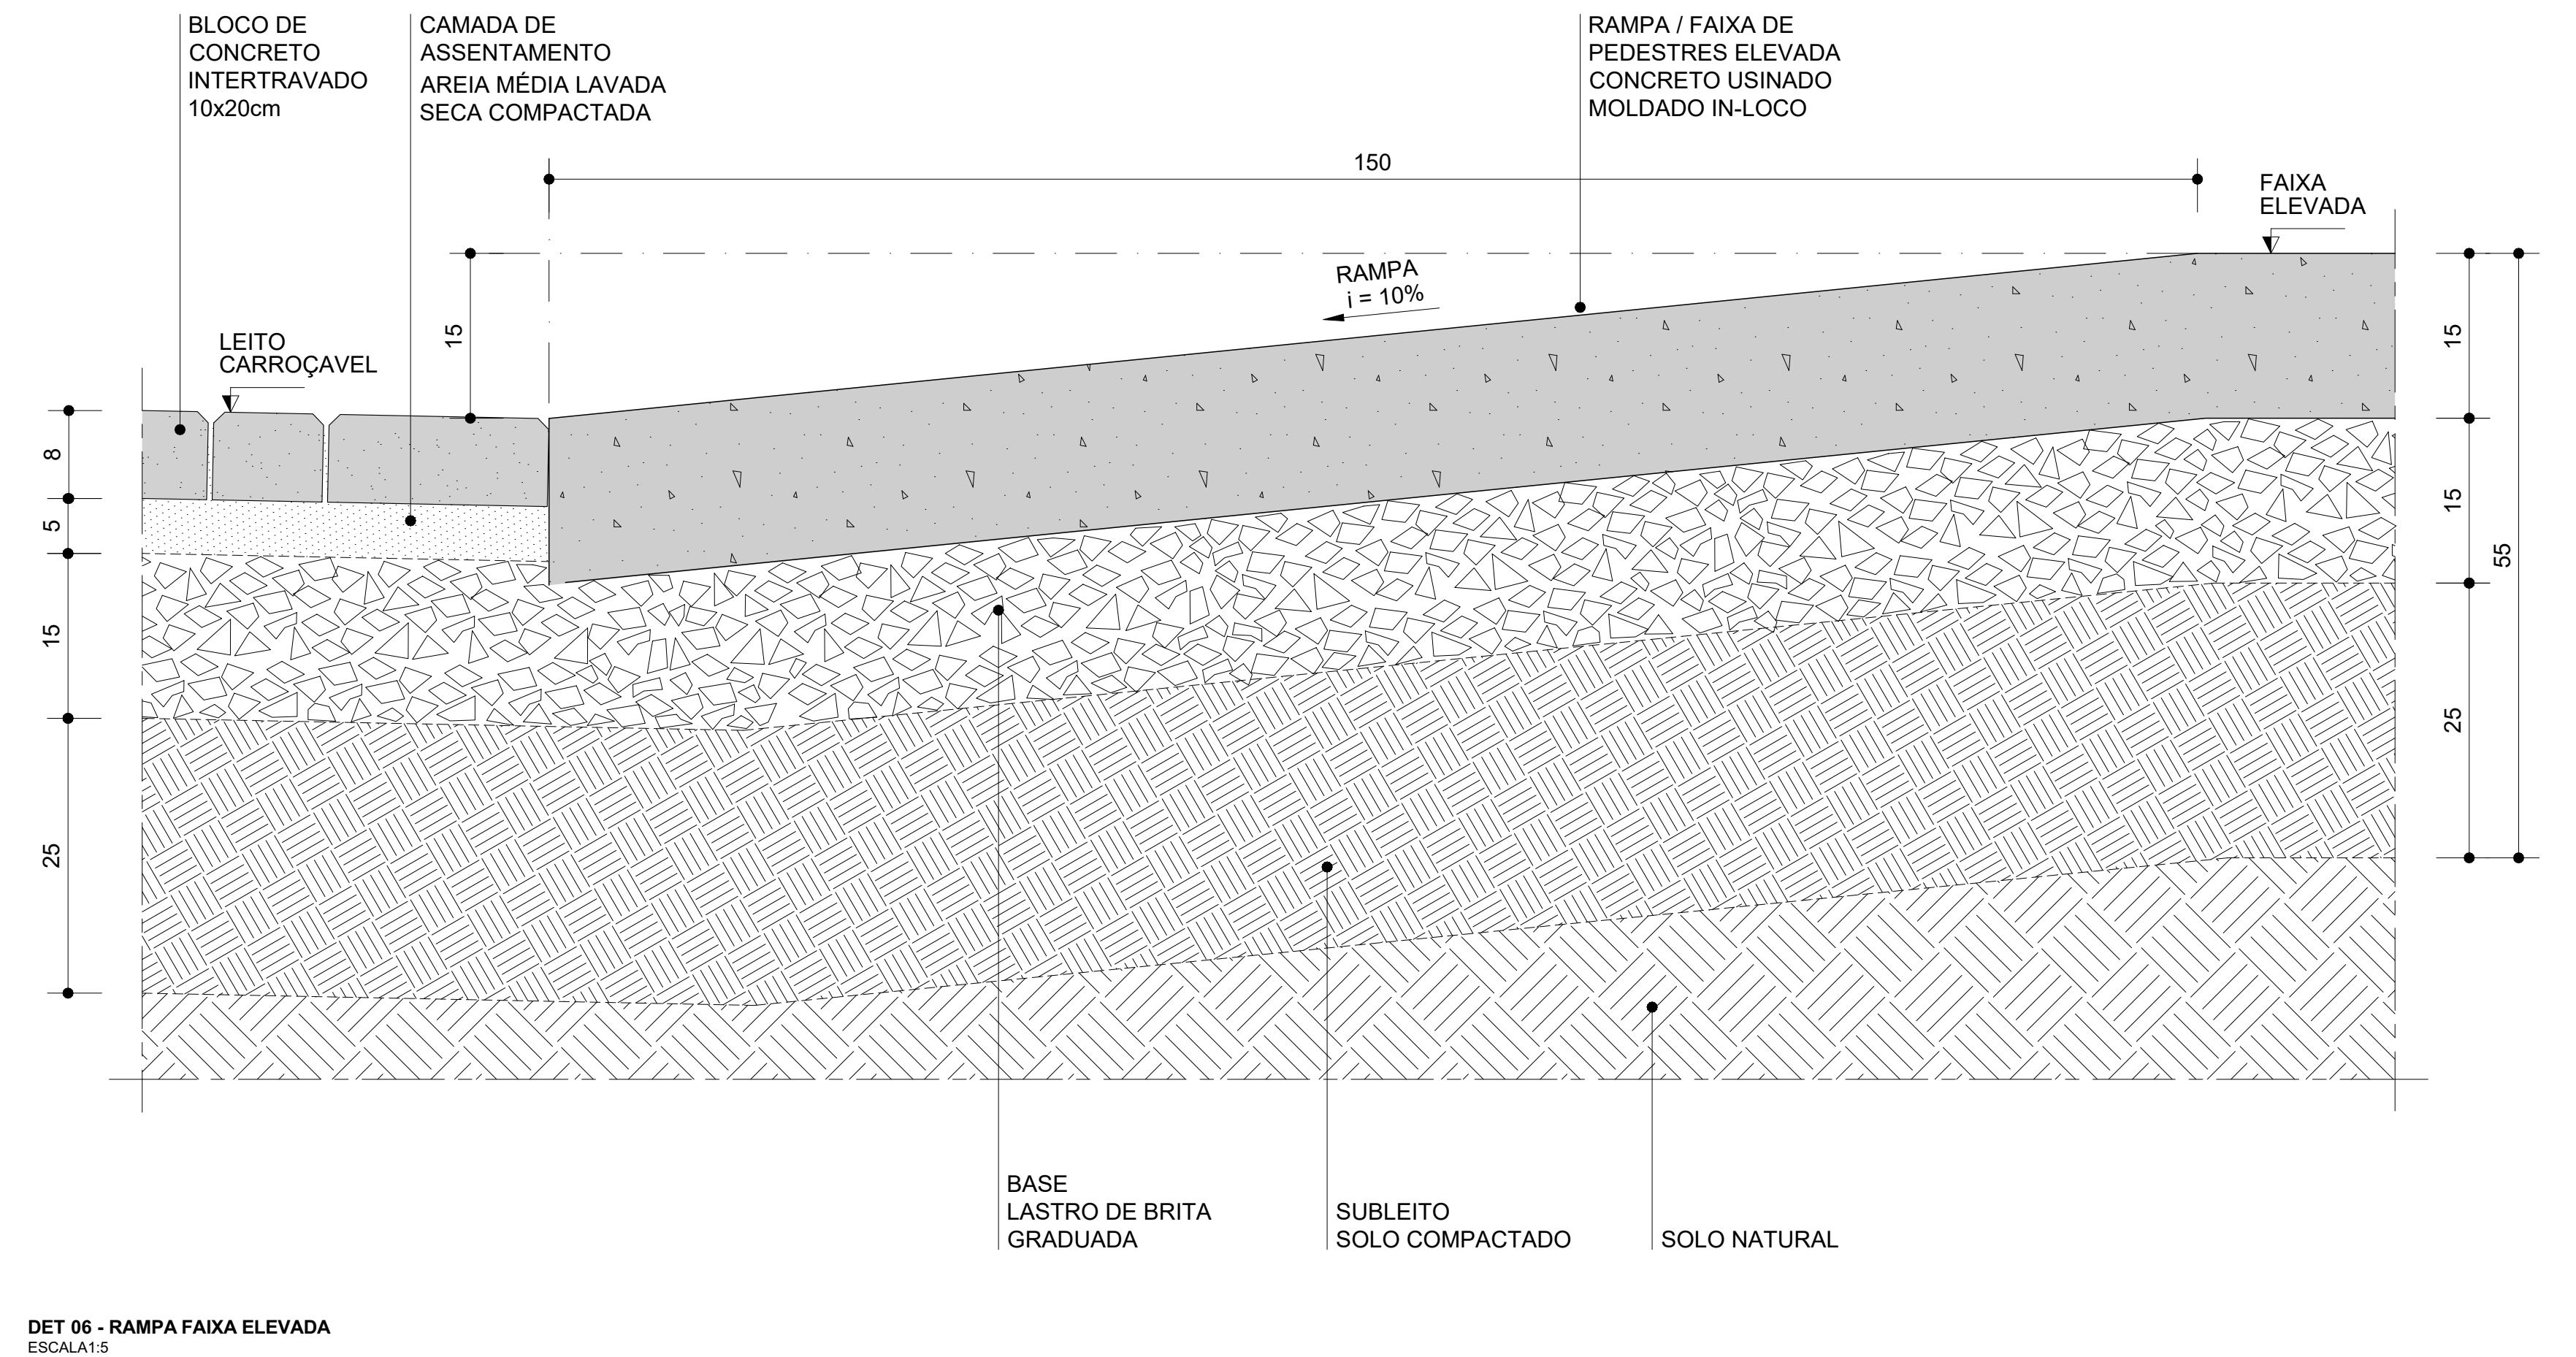 BLOCO DE
CONCRETO
INTERTRAVADO
10x20cm
CAMADA DE
ASSENTAMENTO
AREIA MÉDIA LAVADA
SECA COMPACTADA
RAMPA / FAIXA DE
PEDESTRES ELEVADA
CONCRETO USINADO
MOLDADO IN-LOCO
150
FAIXA
ELEVADA
RAMPA
i = 10%
15
LEITO
CARROÇAVEL
8
5
15
25
15
15
25
55
BASE
LASTRO DE BRITA
GRADUADA
SUBLEITO
SOLO COMPACTADO
SOLO NATURAL
DET 06 - RAMPA FAIXA ELEVADA
ESCALA1:5